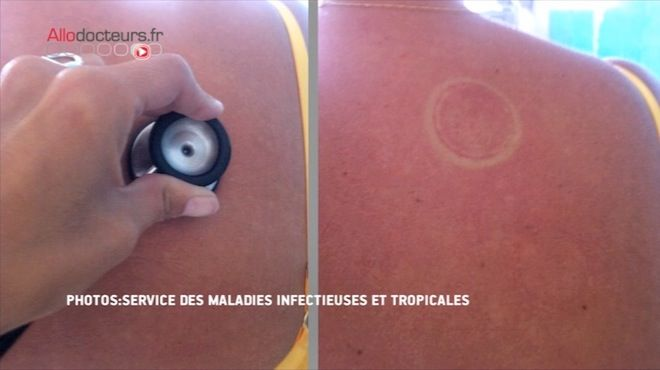 Allodocteurs.fr
PHOTOS:SERVICE DES MALADIES INFECTIEUSES ET TROPICALES